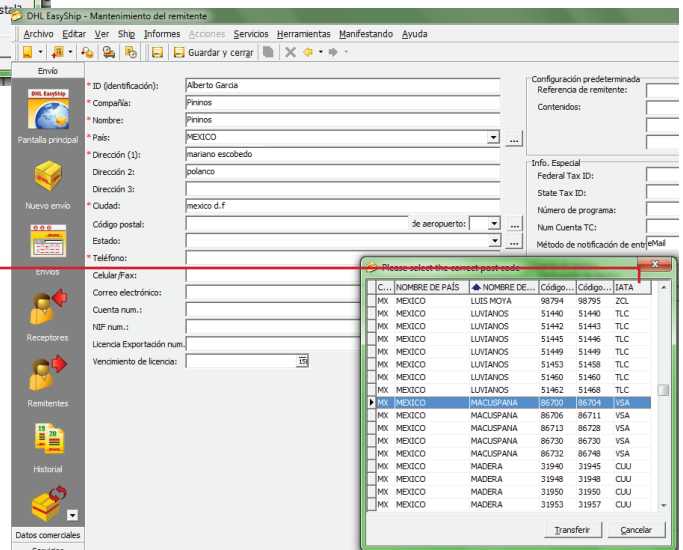 stal?
DHL EasyShip - Mantenimiento del remitente
Archivo Editar Ver Ship Informes Acciones Servicios Herramientas Manifestando Ayuda
Guardar y cerrar
Envío
DHL EasyShip
Pantalla principal
Nuevo envío
Envíos
Receptores
Remitentes
Historial
Datos comerciales
* ID (identificación): Alberto Garcia
* Compañía: Pininos
* Nombre: Pininos
* País: MEXICO ...
* Dirección (1): mariano escobedo
Dirección 2: polanco
Dirección 3:
* Ciudad: mexico d.f
Código postal: de aeropuerto: ...
Estado: ...
* Teléfono:
Celular/Fax:
Correo electrónico:
Cuenta num.:
NIF num.:
Licencia Exportación num.
Vencimiento de licencia: 15
Configuración predeterminada
Referencia de remitente:
Contenidos:
Info. Especial
Federal Tax ID:
State Tax ID:
Número de programa:
Num Cuenta TC:
Método de notificación de entr eMail
Please select the correct post code
C... NOMBRE DE PAÍS NOMBRE DE... Código... Código... IATA
MX MEXICO LUIS MOYA 98794 98795 ZCL
MX MEXICO LUVIANOS 51440 51440 TLC
MX MEXICO LUVIANOS 51442 51443 TLC
MX MEXICO LUVIANOS 51445 51446 TLC
MX MEXICO LUVIANOS 51449 51449 TLC
MX MEXICO LUVIANOS 51453 51458 TLC
MX MEXICO LUVIANOS 51460 51460 TLC
MX MEXICO LUVIANOS 51462 51468 TLC
MX MEXICO MACUSPANA 86700 86704 VSA
MX MEXICO MACUSPANA 86706 86711 VSA
MX MEXICO MACUSPANA 86713 86728 VSA
MX MEXICO MACUSPANA 86730 86730 VSA
MX MEXICO MACUSPANA 86732 86748 VSA
MX MEXICO MADERA 31940 31945 CUU
MX MEXICO MADERA 31948 31948 CUU
MX MEXICO MADERA 31950 31950 CUU
MX MEXICO MADERA 31953 31957 CUU
Transferir Cancelar